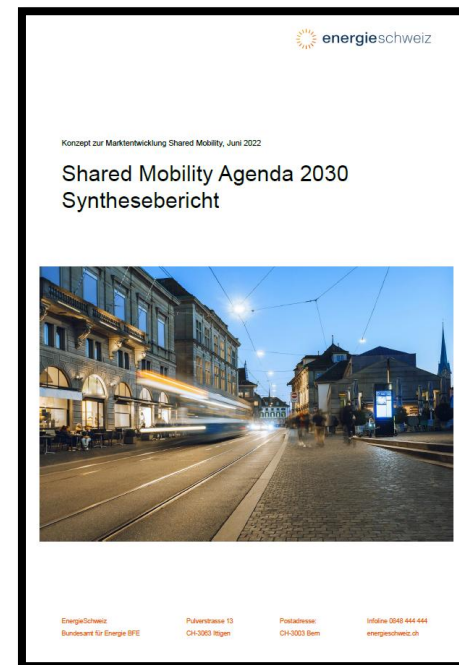 energieschweiz
Konzept zur Marktentwicklung Shared Mobility, Juni 2022
Shared Mobility Agenda 2030
Synthesebericht
EnergieSchweiz
Bundesamt für Energie BFE
Pulverstrasse 13
CH-3063 Ittigen
Postadresse:
CH-3003 Bern
Infoline 0848 444 444
energieschweiz.ch